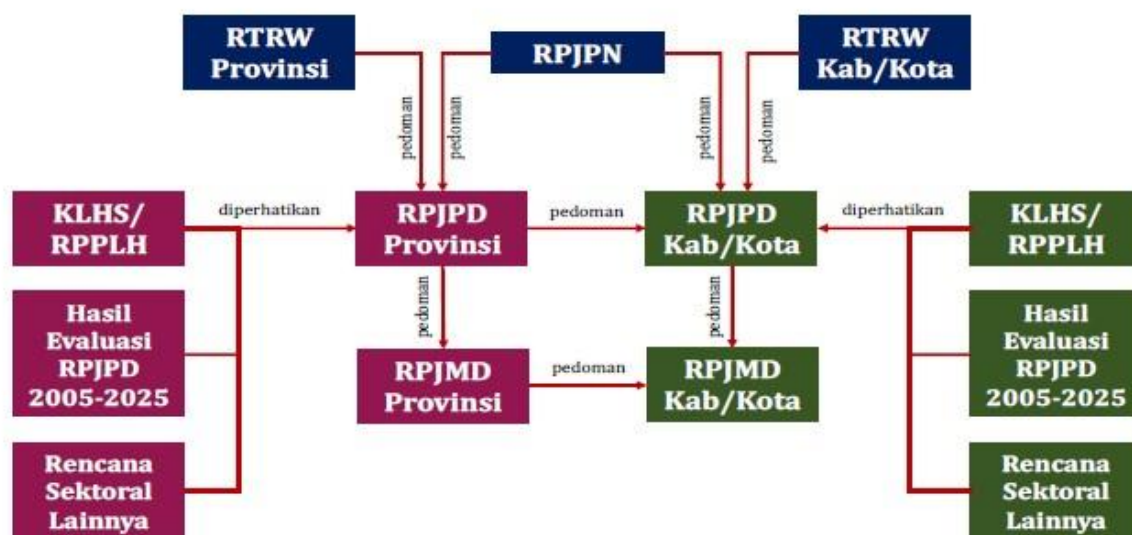 RTRW
Provinsi
RPJPN
RTRW
Kab/Kota
pedoman
pedoman
pedoman
pedoman
KLHS/
RPPLH
diperhatikan
RPJPD
Provinsi
pedoman
RPJPD
Kab/Kota
diperhatikan
KLHS/
RPPLH
pedoman
pedoman
Hasil
Evaluasi
RPJPD
2005-2025
RPJMD
Provinsi
pedoman
RPJMD
Kab/Kota
Hasil
Evaluasi
RPJPD
2005-2025
Rencana
Sektoral
Lainnya
Rencana
Sektoral
Lainnya